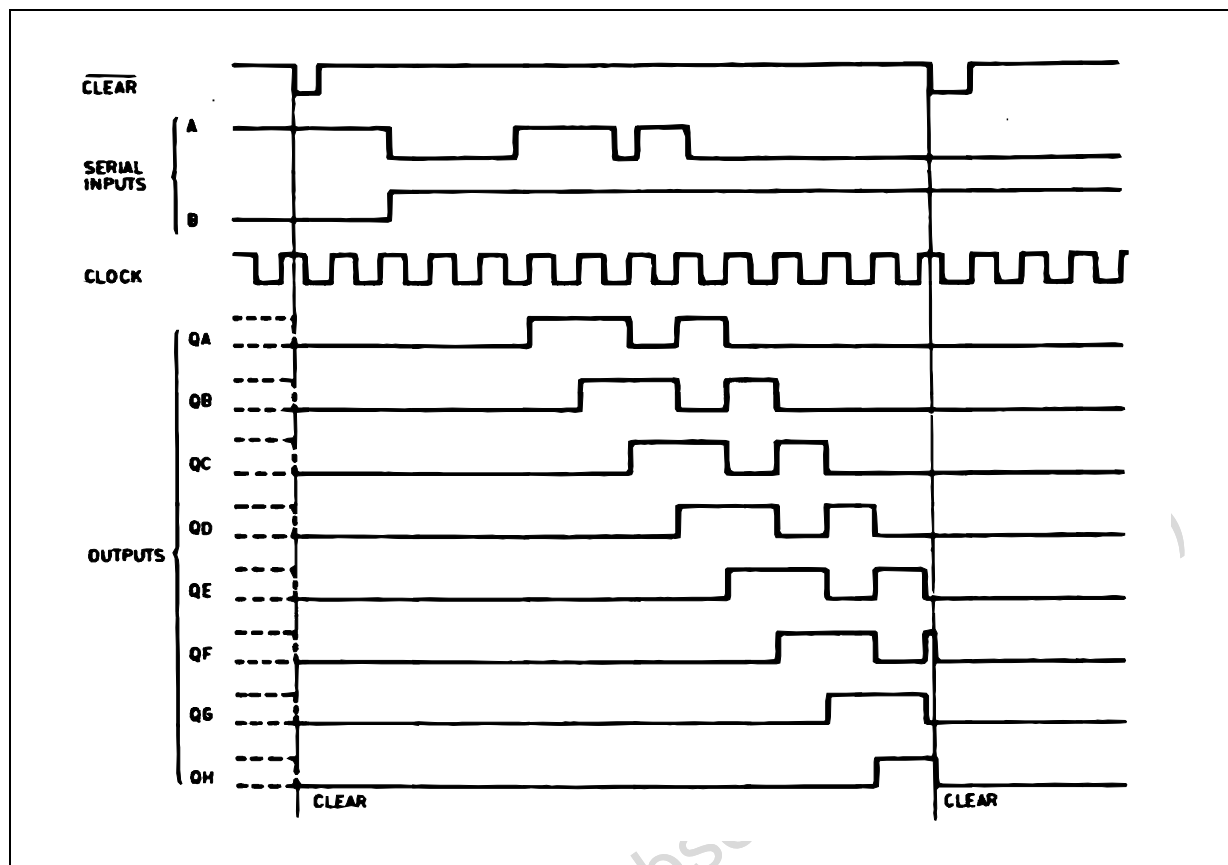 CLEAR
A
SERIAL
INPUTS
B
CLOCK
QA
QB
QC
QD
OUTPUTS
QE
QF
QG
QH
CLEAR
CLEAR